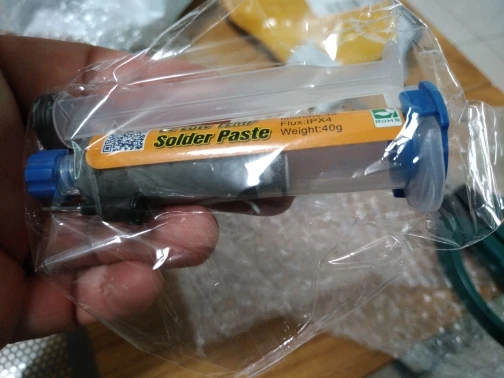 Solder Paste
Flux:IPX4
Weight:40g
RoHS